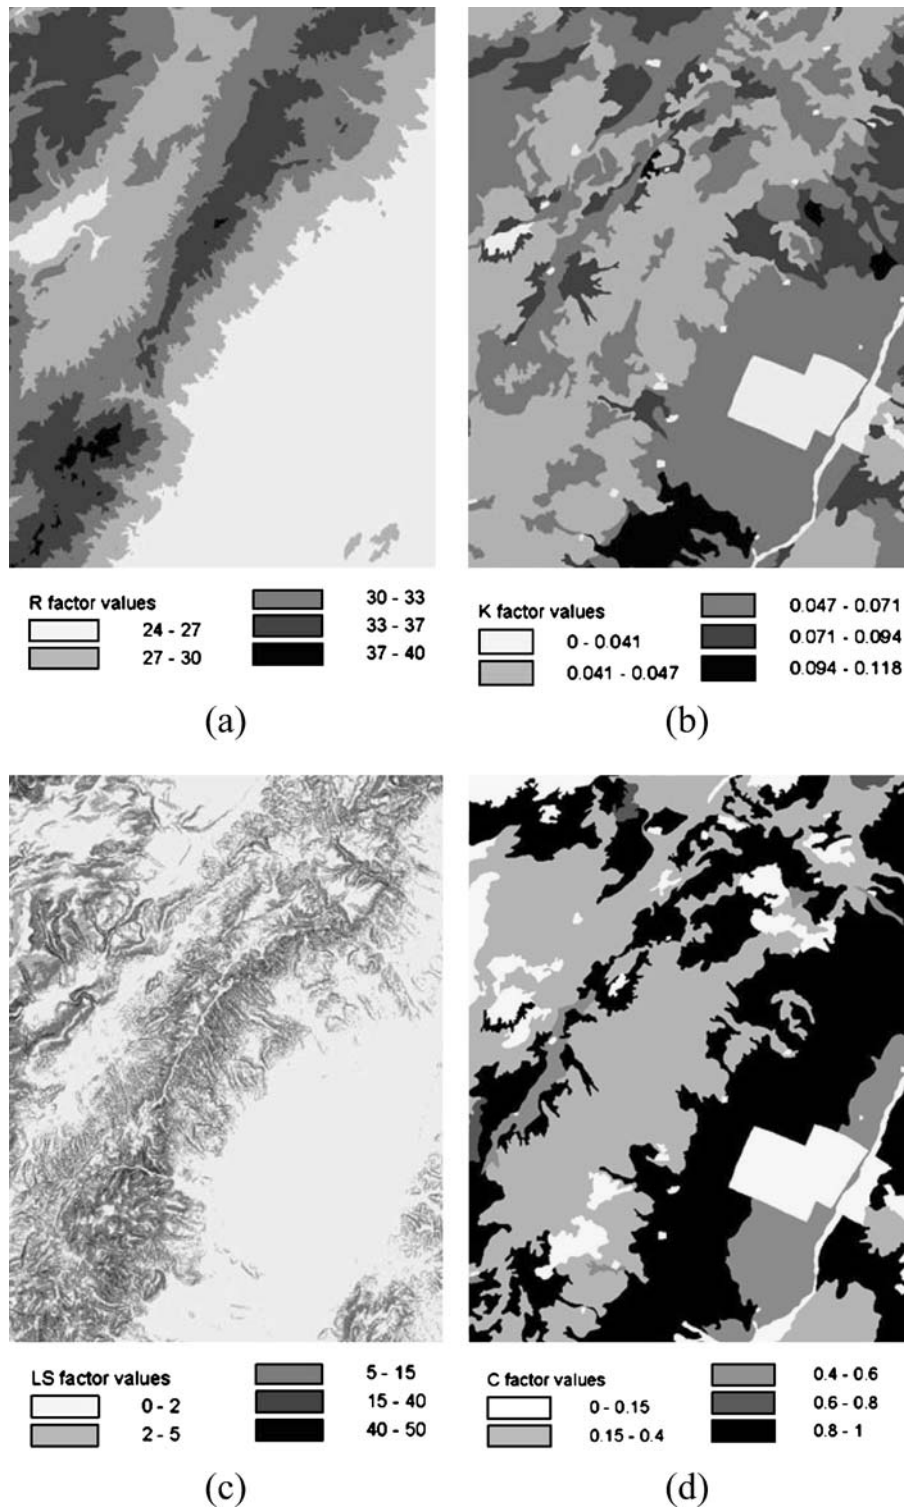 R factor values
24 - 27
27 - 30
30 - 33
33 - 37
37 - 40
(a)
K factor values
0 - 0.041
0.041 - 0.047
0.047 - 0.071
0.071 - 0.094
0.094 - 0.118
(b)
LS factor values
0 - 2
2 - 5
5 - 15
15 - 40
40 - 50
(c)
C factor values
0 - 0.15
0.15 - 0.4
0.4 - 0.6
0.6 - 0.8
0.8 - 1
(d)